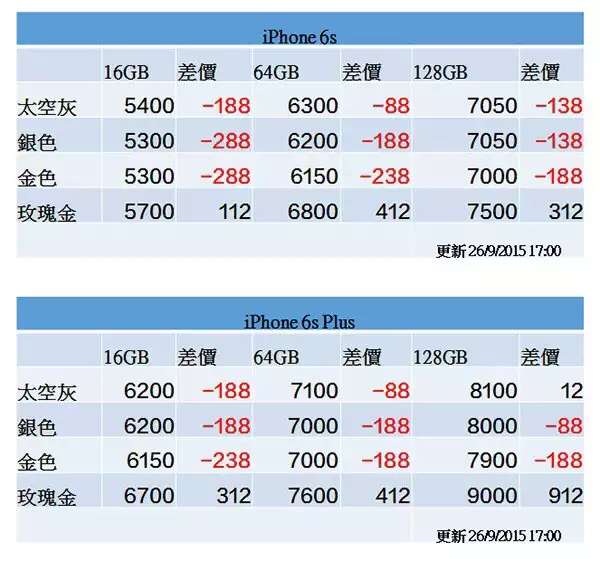 iPhone 6s
16GB 差價 64GB 差價 128GB 差價
太空灰 5400 −188 6300 −88 7050 −138
銀色 5300 −288 6200 −188 7050 −138
金色 5300 −288 6150 −238 7000 −188
玫瑰金 5700 112 6800 412 7500 312
更新 26/9/2015 17:00
iPhone 6s Plus
16GB 差價 64GB 差價 128GB 差價
太空灰 6200 −188 7100 −88 8100 12
銀色 6200 −188 7000 −188 8000 −88
金色 6150 −238 7000 −188 7900 −188
玫瑰金 6700 312 7600 412 9000 912
更新 26/9/2015 17:00